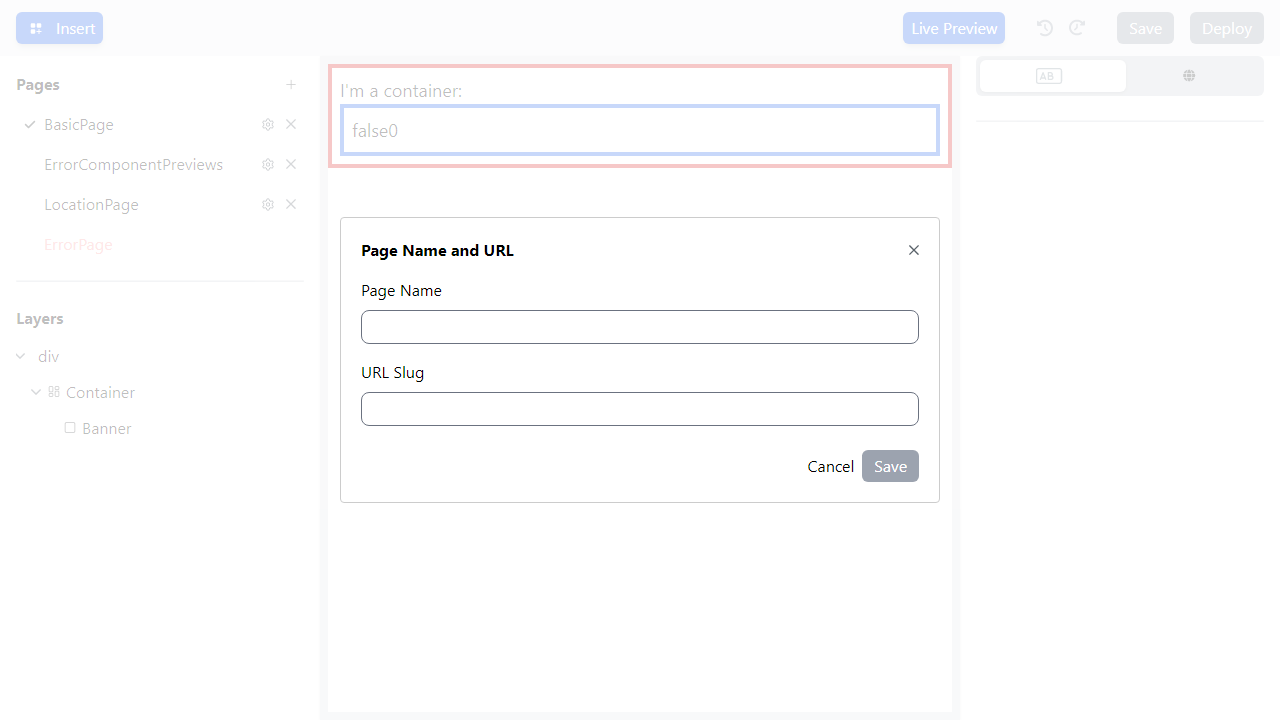 Insert
Live Preview
Save
Deploy
Pages
BasicPage
ErrorComponentPreviews
LocationPage
ErrorPage
Layers
div
Container
Banner
I'm a container:
false0
Page Name and URL
Page Name
URL Slug
Cancel
Save
AB